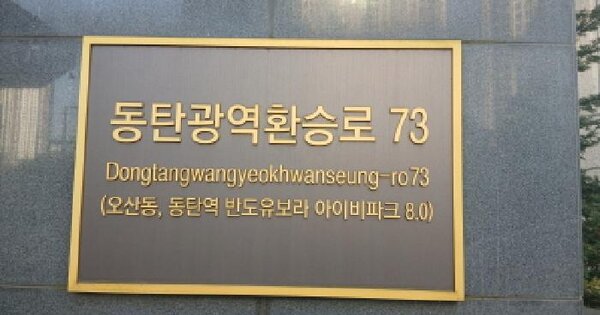 동탄광역환승로 73
Dongtangwangyeokhwanseung-ro73
(오산동, 동탄역 반도유보라 아이비파크 8.0)